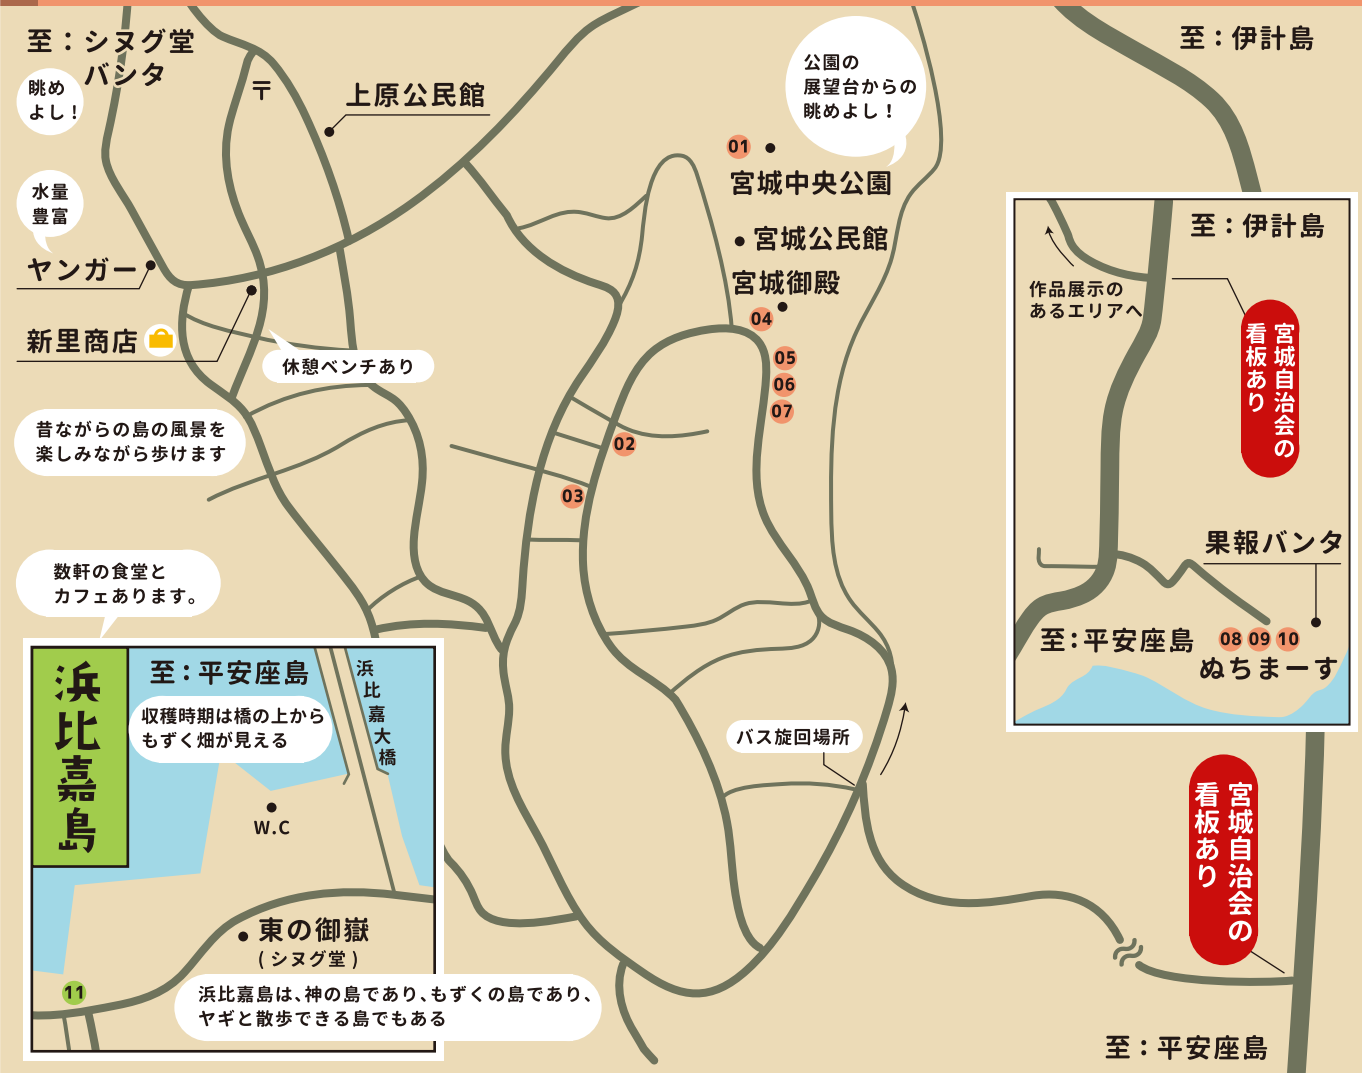 至：シヌグ堂
バンタ
眺め
よし！
〒
上原公民館
水量
豊富
ヤンガー
新里商店
休憩ベンチあり
昔ながらの島の風景を
楽しみながら歩けます
数軒の食堂と
カフェあります。
公園の
展望台からの
眺めよし！
01
宮城中央公園
宮城公民館
宮城御殿
04
05
06
07
02
03
バス旋回場所
至：伊計島
至：伊計島
作品展示の
あるエリアへ
宮城自治会の
看板あり
果報バンタ
至：平安座島
08 09 10
ぬちまーす
宮城自治会の
看板あり
至：平安座島
浜比嘉島
至：平安座島
浜比嘉大橋
収穫時期は橋の上から
もずく畑が見える
W.C
東の御嶽
(シヌグ堂)
11
浜比嘉島は、神の島であり、もずくの島であり、
ヤギと散歩できる島でもある